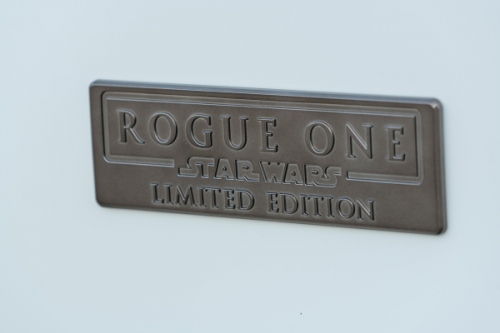 ROGUE ONE
STAR WARS
LIMITED EDITION